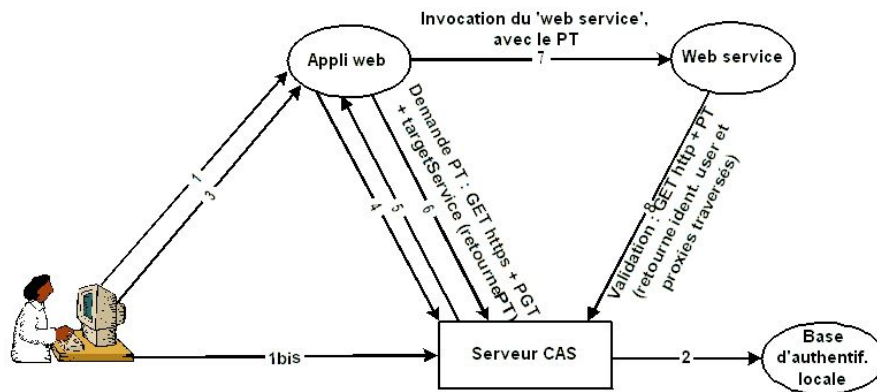 Invocation du 'web service',
avec le PT
7
Appli web
Web service
1
3
4
5
6
Demande PT : GET https + PGT
+ targetService (retourne PT)
8
Validation : GET http + PT
(retourne ident. user et
proxies traversés)
1bis
Serveur CAS
2
Base
d'authentif.
locale